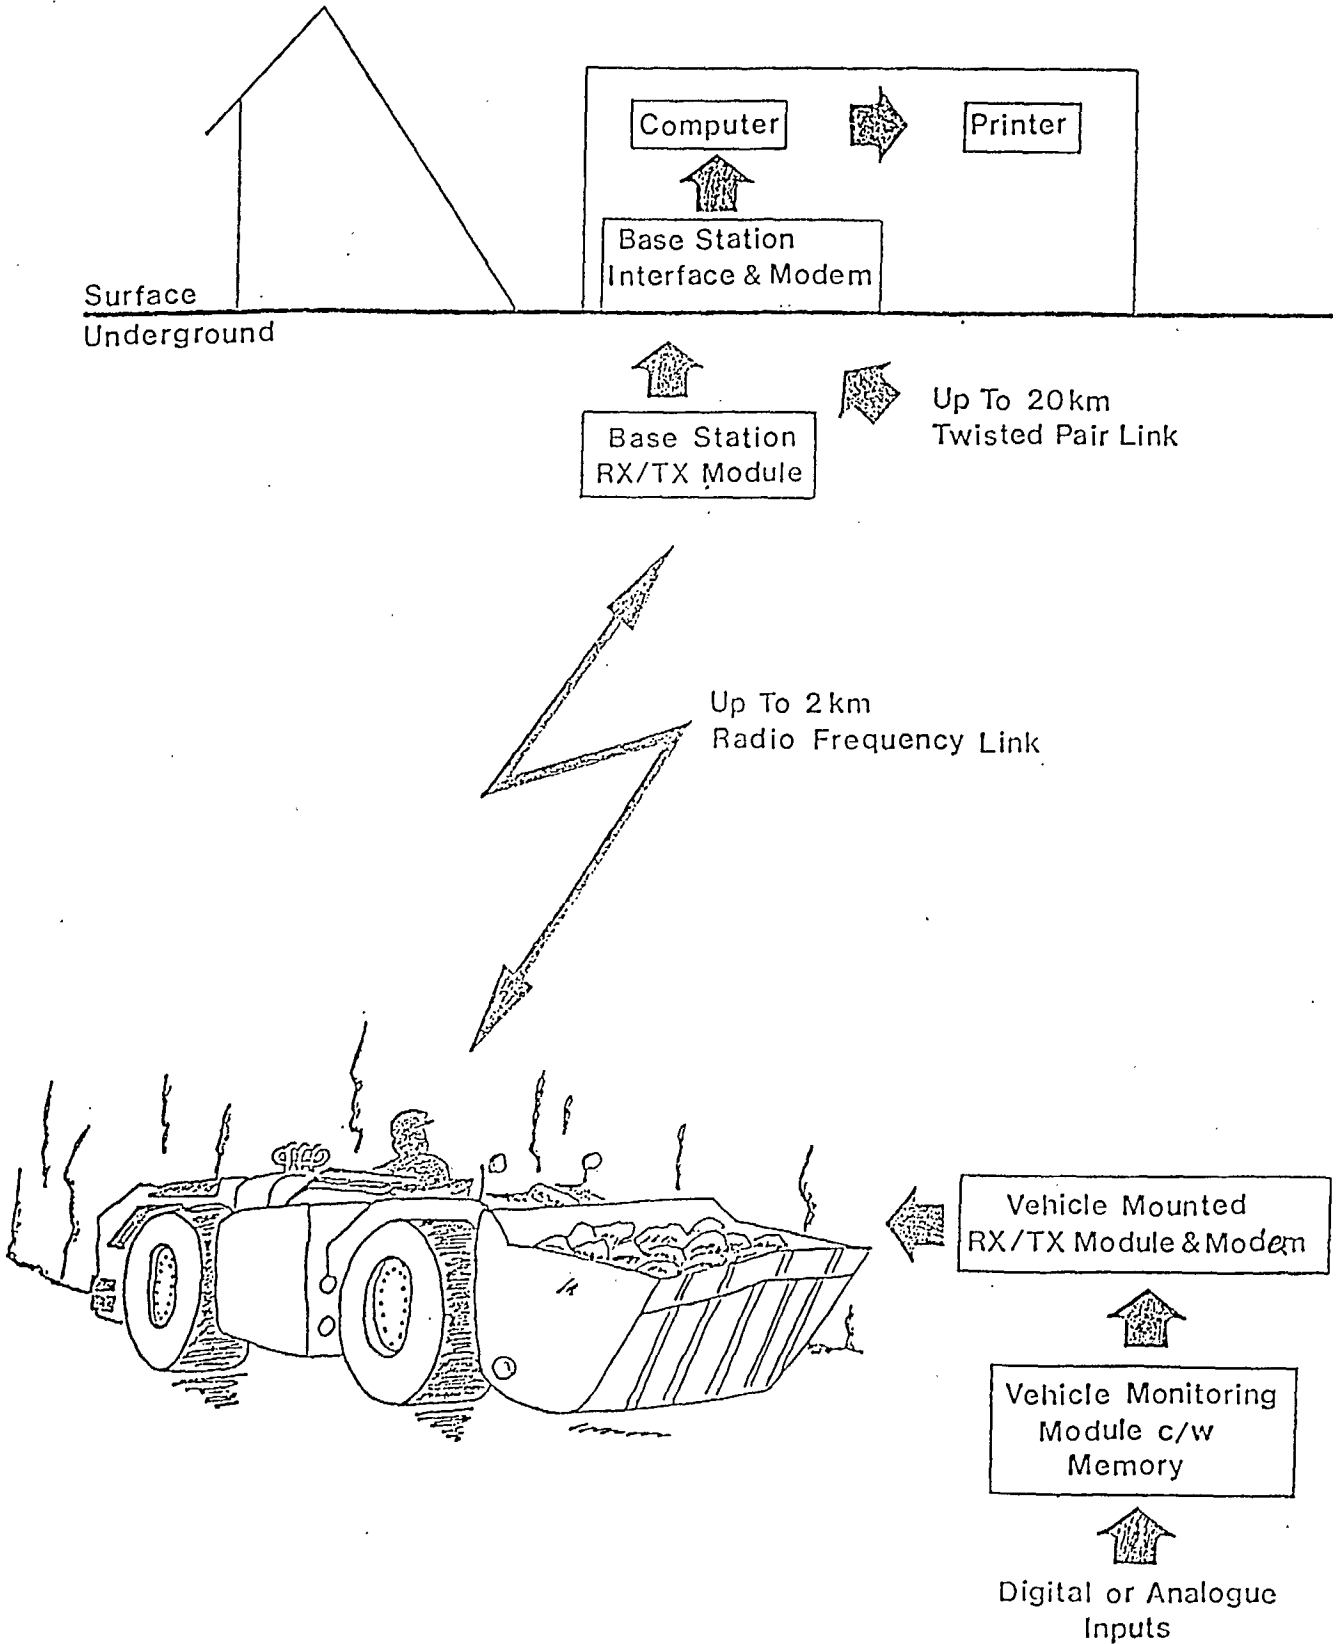 Computer
Printer
Base Station
Interface & Modem
Surface
Underground
Up To 20km
Twisted Pair Link
Base Station
RX/TX Module
Up To 2km
Radio Frequency Link
Vehicle Mounted
RX/TX Module & Modem
Vehicle Monitoring
Module c/w
Memory
Digital or Analogue
Inputs